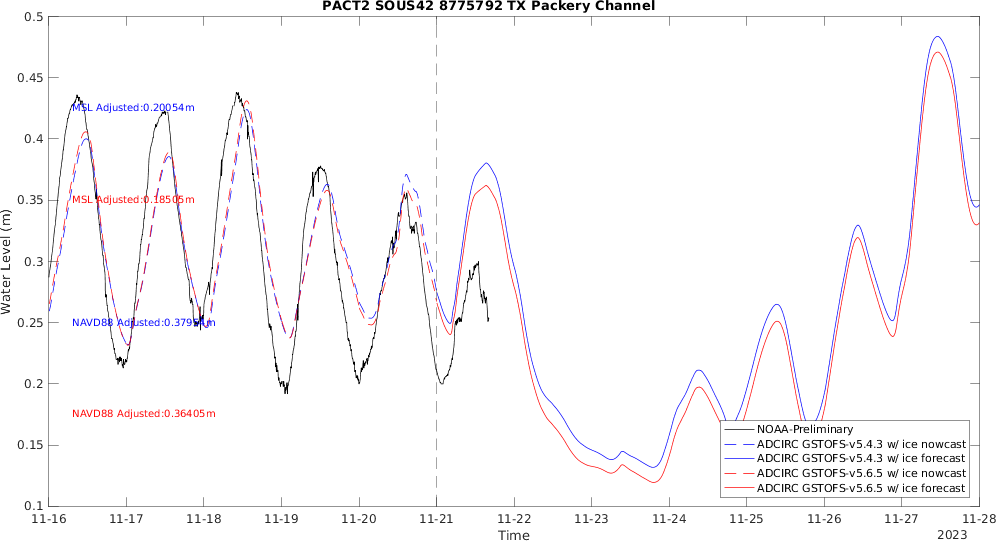 PACT2 SOUS42 8775792 TX Packery Channel
0.5
0.45
0.4
0.35
0.3
0.25
0.2
0.15
0.1
Water Level (m)
MSL Adjusted:0.20054m
MSL Adjusted:0.18505m
NAVD88
NAVD88 Adjusted:0.36405m
NOAA-Preliminary
ADCIRC GSTOFS-v5.4.3 w/ ice nowcast
ADCIRC GSTOFS-v5.4.3 w/ ice forecast
ADCIRC GSTOFS-v5.6.5 w/ ice nowcast
ADCIRC GSTOFS-v5.6.5 w/ ice forecast
11-16 11-17 11-18 11-19 11-20 11-21 11-22 11-23 11-24 11-25 11-26 11-27 11-28
Time
2023